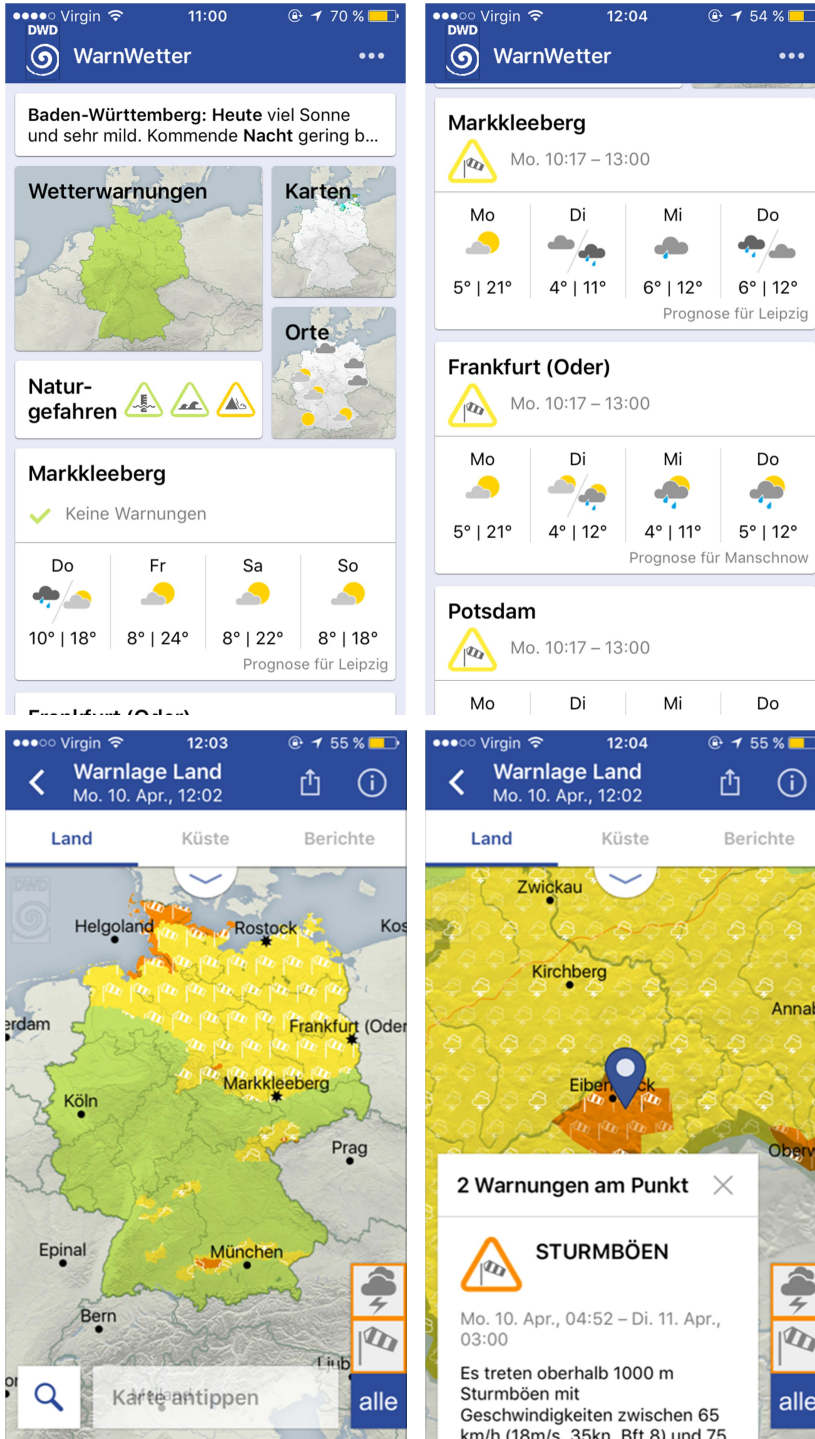 Virgin 11:00 70 %
DWD
WarnWetter
Baden-Württemberg: Heute viel Sonne
und sehr mild. Kommende Nacht gering b...
Wetterwarnungen
Karten
Orte
Natur-
gefahren
Markkleeberg
Keine Warnungen
Do Fr Sa So
10° | 18° 8° | 24° 8° | 22° 8° | 18°
Prognose für Leipzig
Frankfurt (Oder)
Virgin 12:04 54 %
DWD
WarnWetter
Markkleeberg
Mo. 10:17 – 13:00
Mo Di Mi Do
5° | 21° 4° | 11° 6° | 12° 6° | 12°
Prognose für Leipzig
Frankfurt (Oder)
Mo. 10:17 – 13:00
Mo Di Mi Do
5° | 21° 4° | 12° 4° | 11° 5° | 12°
Prognose für Manschnow
Potsdam
Mo. 10:17 – 13:00
Mo Di Mi Do
Virgin 12:03 55 %
Warnlage Land
Mo. 10. Apr., 12:02
Land Küste Berichte
DWD
Helgoland
Rostock
Kos
erdam
Frankfurt (Oder
Markkleeberg
Köln
Prag
Epinal
München
Bern
Ljub
Karte antippen
alle
Virgin 12:04 55 %
Warnlage Land
Mo. 10. Apr., 12:02
Land Küste Berichte
DWD
Zwickau
Kirchberg
Annab
Oberw
2 Warnungen am Punkt
STURMBÖEN
Mo. 10. Apr., 04:52 – Di. 11. Apr.,
03:00
Es treten oberhalb 1000 m
Sturmböen mit
Geschwindigkeiten zwischen 65
km/h (18m/s, 35kn, Bft 8) und 75
alle